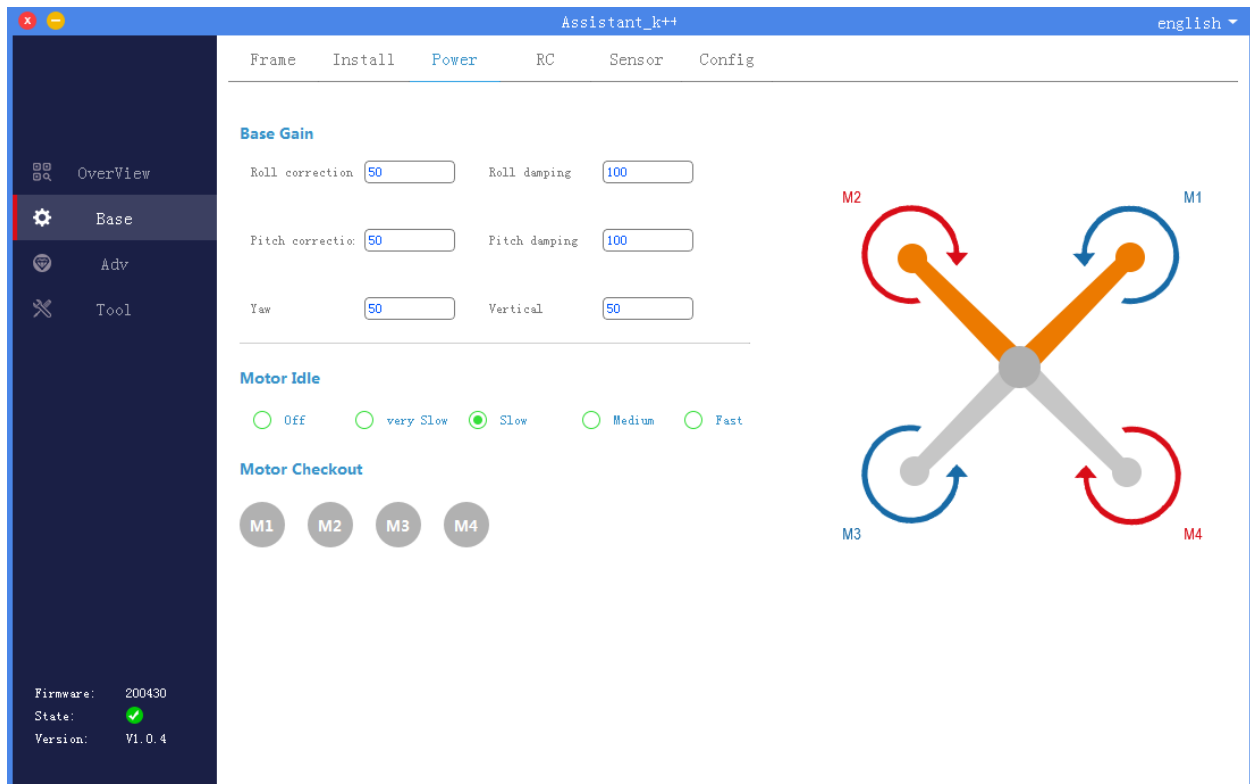 Assistant_k++
english
Frame Install Power RC Sensor Config
OverView
Base
Adv
Tool
Base Gain
Roll correction 50 Roll damping 100
Pitch correctio: 50 Pitch damping 100
Yaw 50 Vertical 50
Motor Idle
Off very Slow Slow Medium Fast
Motor Checkout
M1 M2 M3 M4
M2 M1
M3 M4
Firmware: 200430
State:
Version: V1.0.4